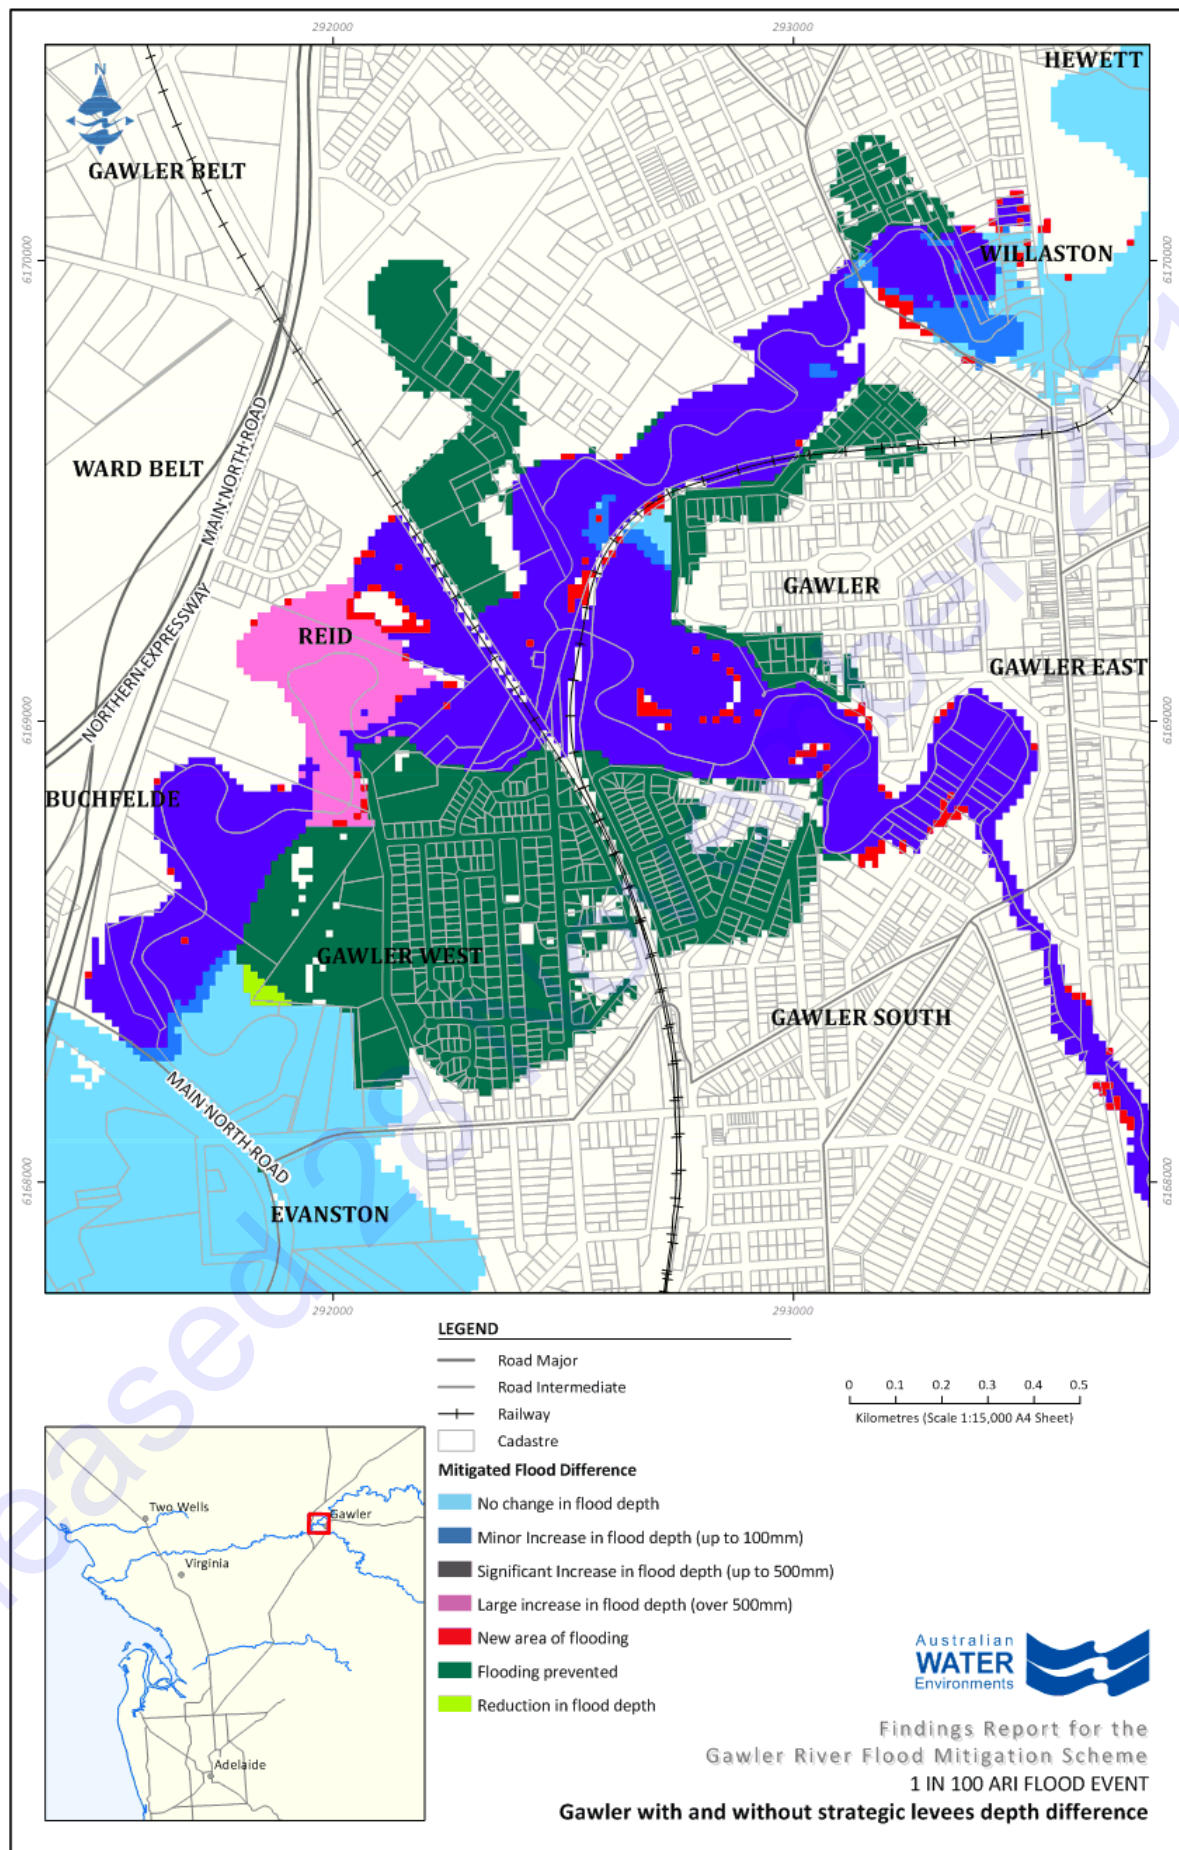 292000
293000
HEWETT
N
GAWLER BELT
6170000
WILLASTON
6170000
MAIN NORTH ROAD
WARD BELT
GAWLER
NORTHERN EXPRESSWAY
REID
GAWLER EAST
6169000
6169000
BUCHFELDE
GAWLER WEST
GAWLER SOUTH
MAIN NORTH ROAD
6168000
6168000
EVANSTON
292000
293000
LEGEND
Road Major
Road Intermediate
Railway
Cadastre
0 0.1 0.2 0.3 0.4 0.5
Kilometres (Scale 1:15,000 A4 Sheet)
Mitigated Flood Difference
No change in flood depth
Minor Increase in flood depth (up to 100mm)
Significant Increase in flood depth (up to 500mm)
Large increase in flood depth (over 500mm)
New area of flooding
Flooding prevented
Reduction in flood depth
Two Wells
Gawler
Virginia
Adelaide
Australian
WATER
Environments
Findings Report for the
Gawler River Flood Mitigation Scheme
1 IN 100 ARI FLOOD EVENT
Gawler with and without strategic levees depth difference